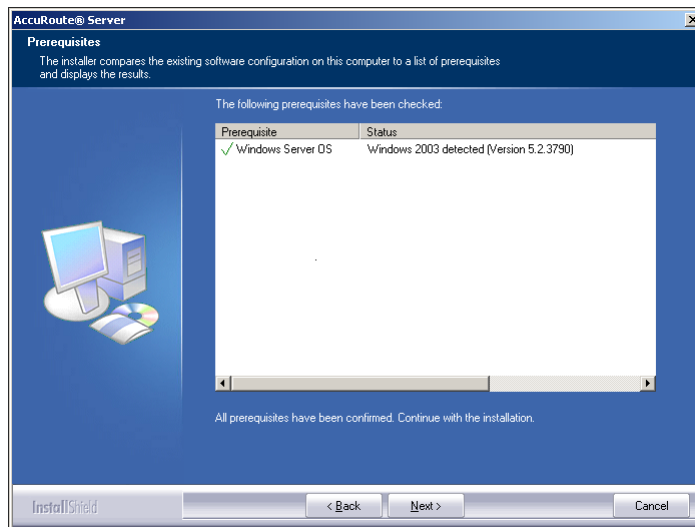 AccuRoute® Server
Prerequisites
The installer compares the existing software configuration on this computer to a list of prerequisites
and displays the results.
The following prerequisites have been checked:
Prerequisite Status
Windows Server OS Windows 2003 detected (Version 5.2.3790)
All prerequisites have been confirmed. Continue with the installation.
InstallShield < Back Next > Cancel